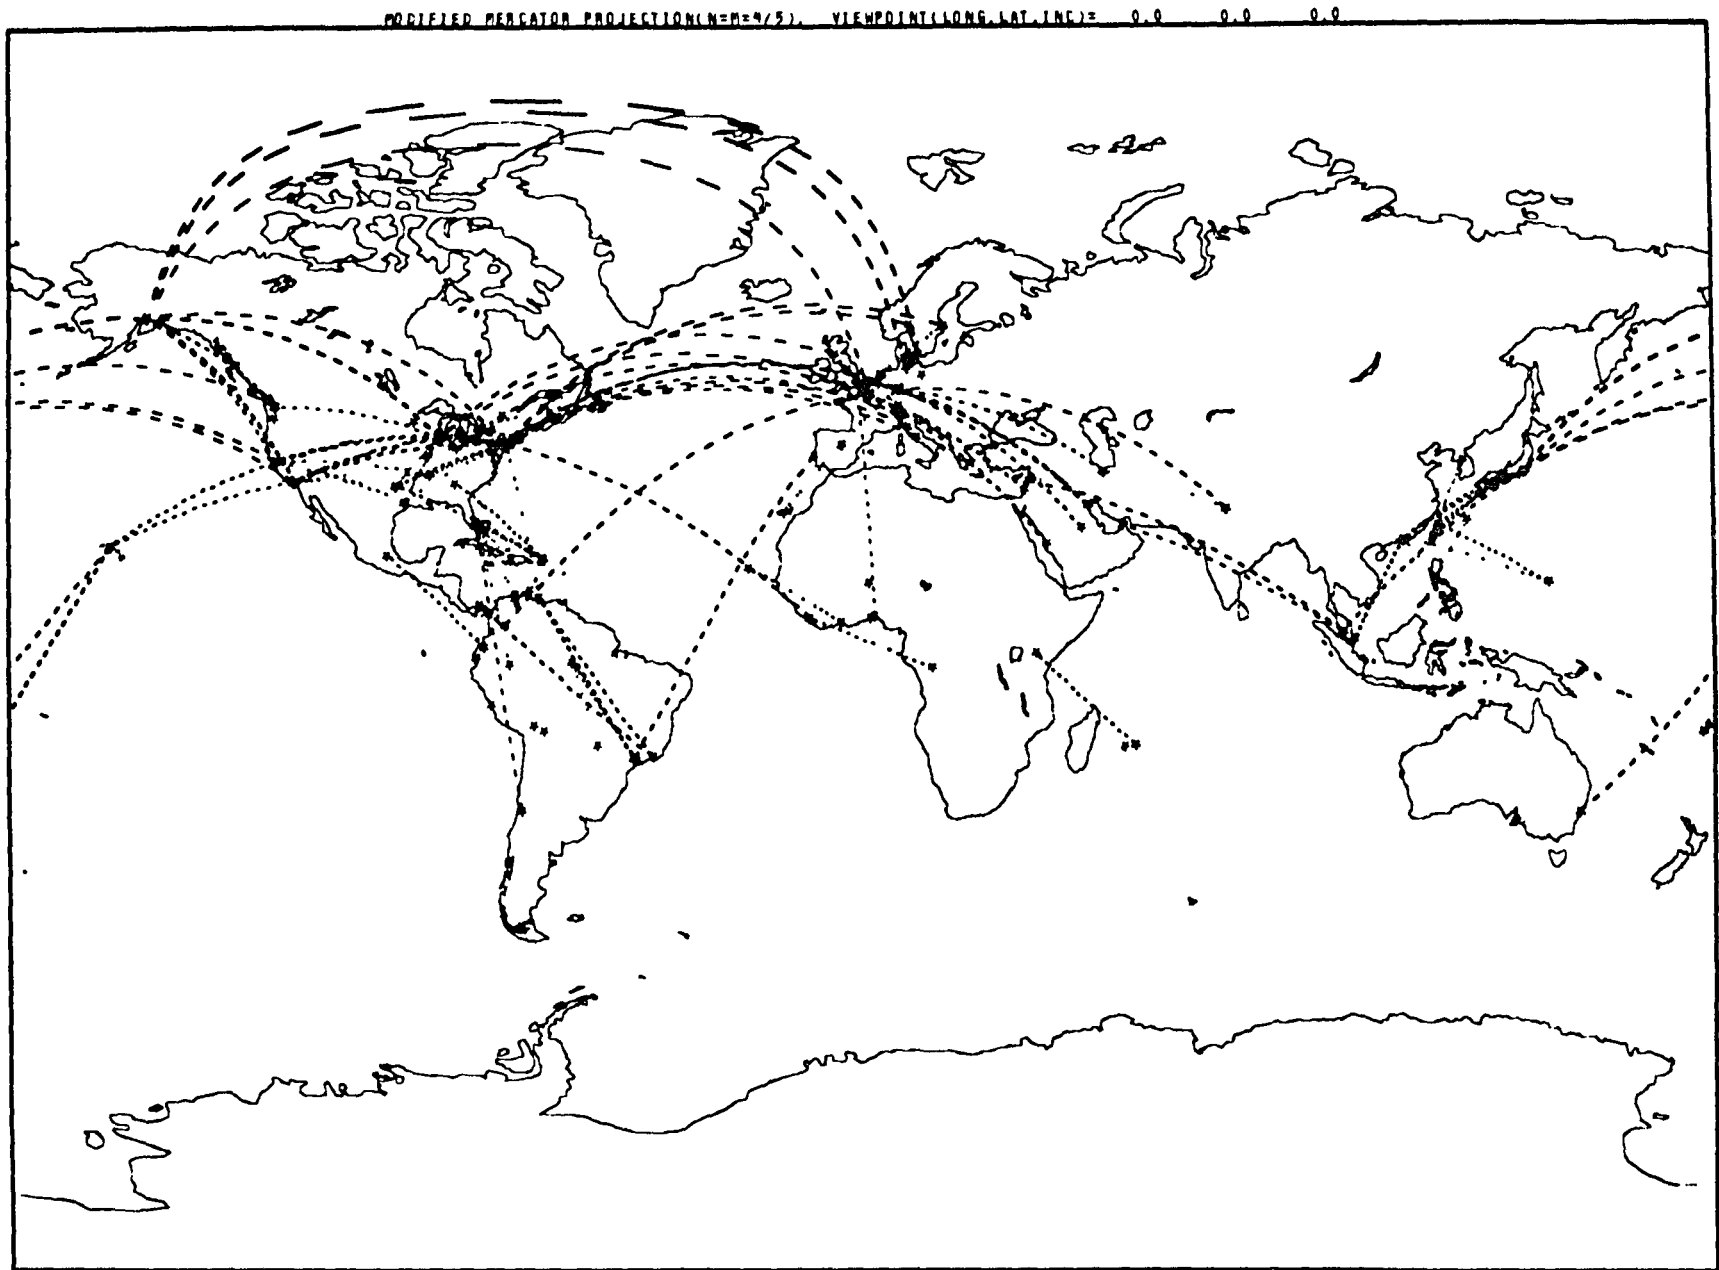 MODIFIED MERCATOR PROJECTION(N=M=4/5). VIEWPOINT(LONG.LAT.INC)= 0.0 0.0 0.0